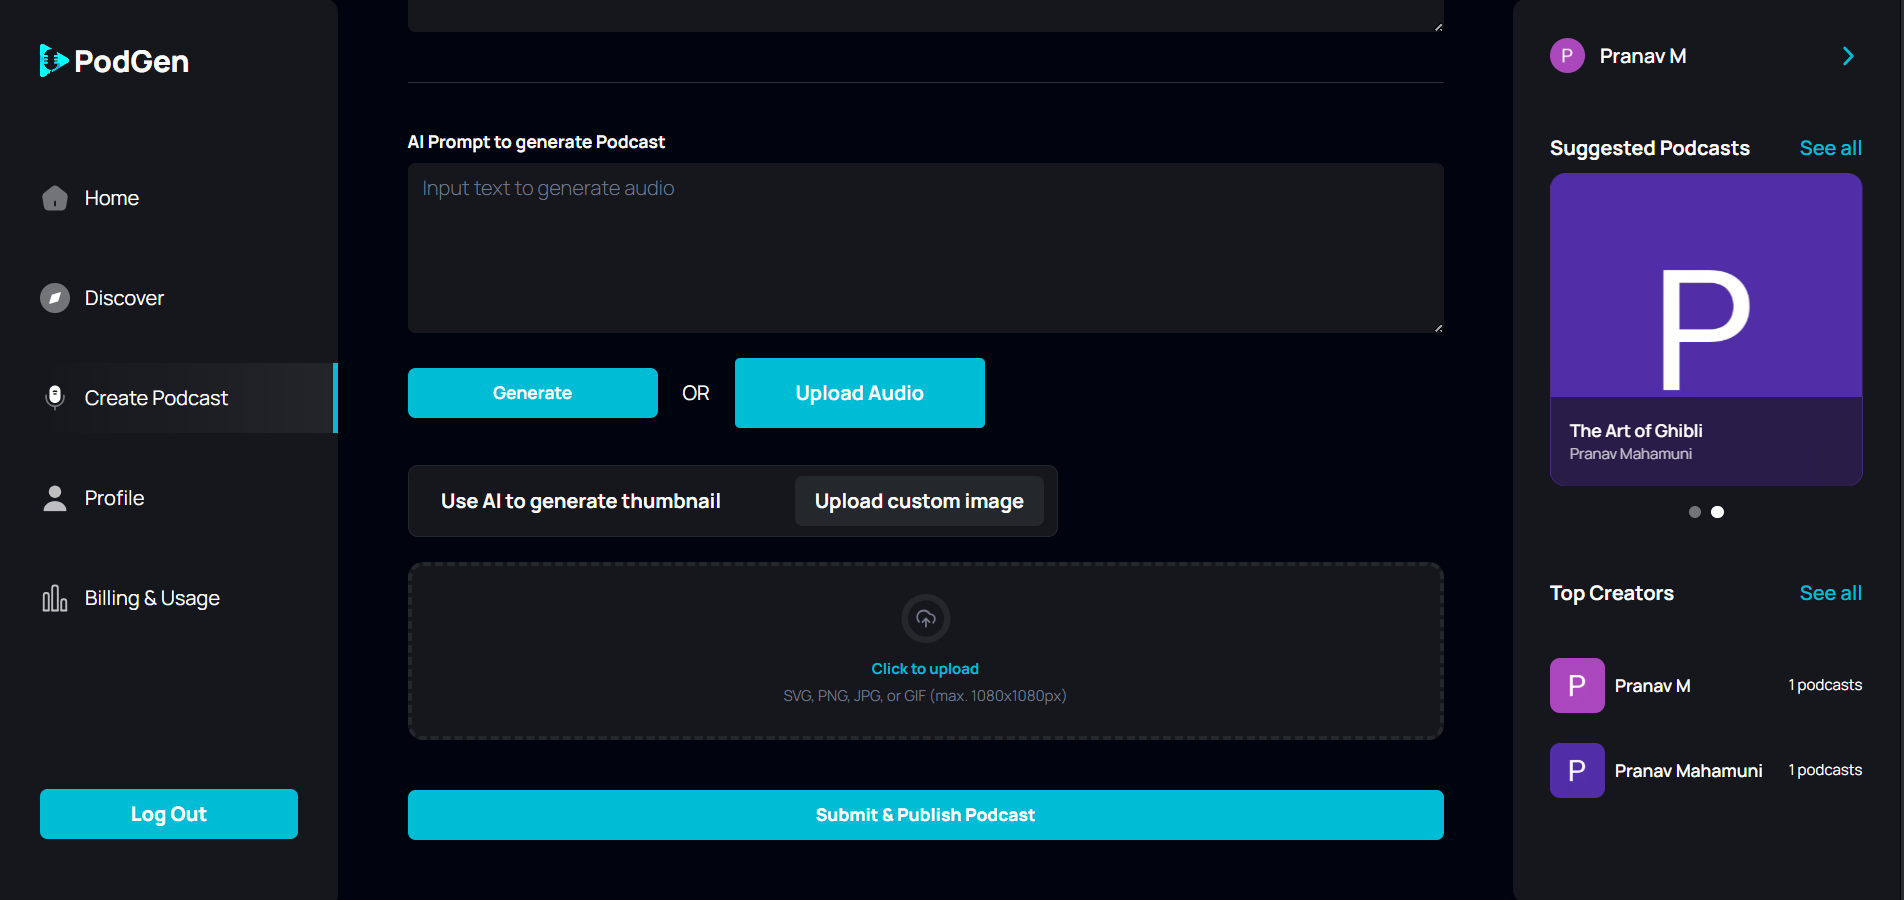 PodGen
Home
Discover
Create Podcast
Profile
Billing & Usage
Log Out
AI Prompt to generate Podcast
Input text to generate audio
Generate
OR
Upload Audio
Use AI to generate thumbnail
Upload custom image
Click to upload
SVG, PNG, JPG, or GIF (max. 1080x1080px)
Submit & Publish Podcast
P
Pranav M
Suggested Podcasts
See all
P
The Art of Ghibli
Pranav Mahamuni
Top Creators
See all
P
Pranav M
1 podcasts
P
Pranav Mahamuni
1 podcasts